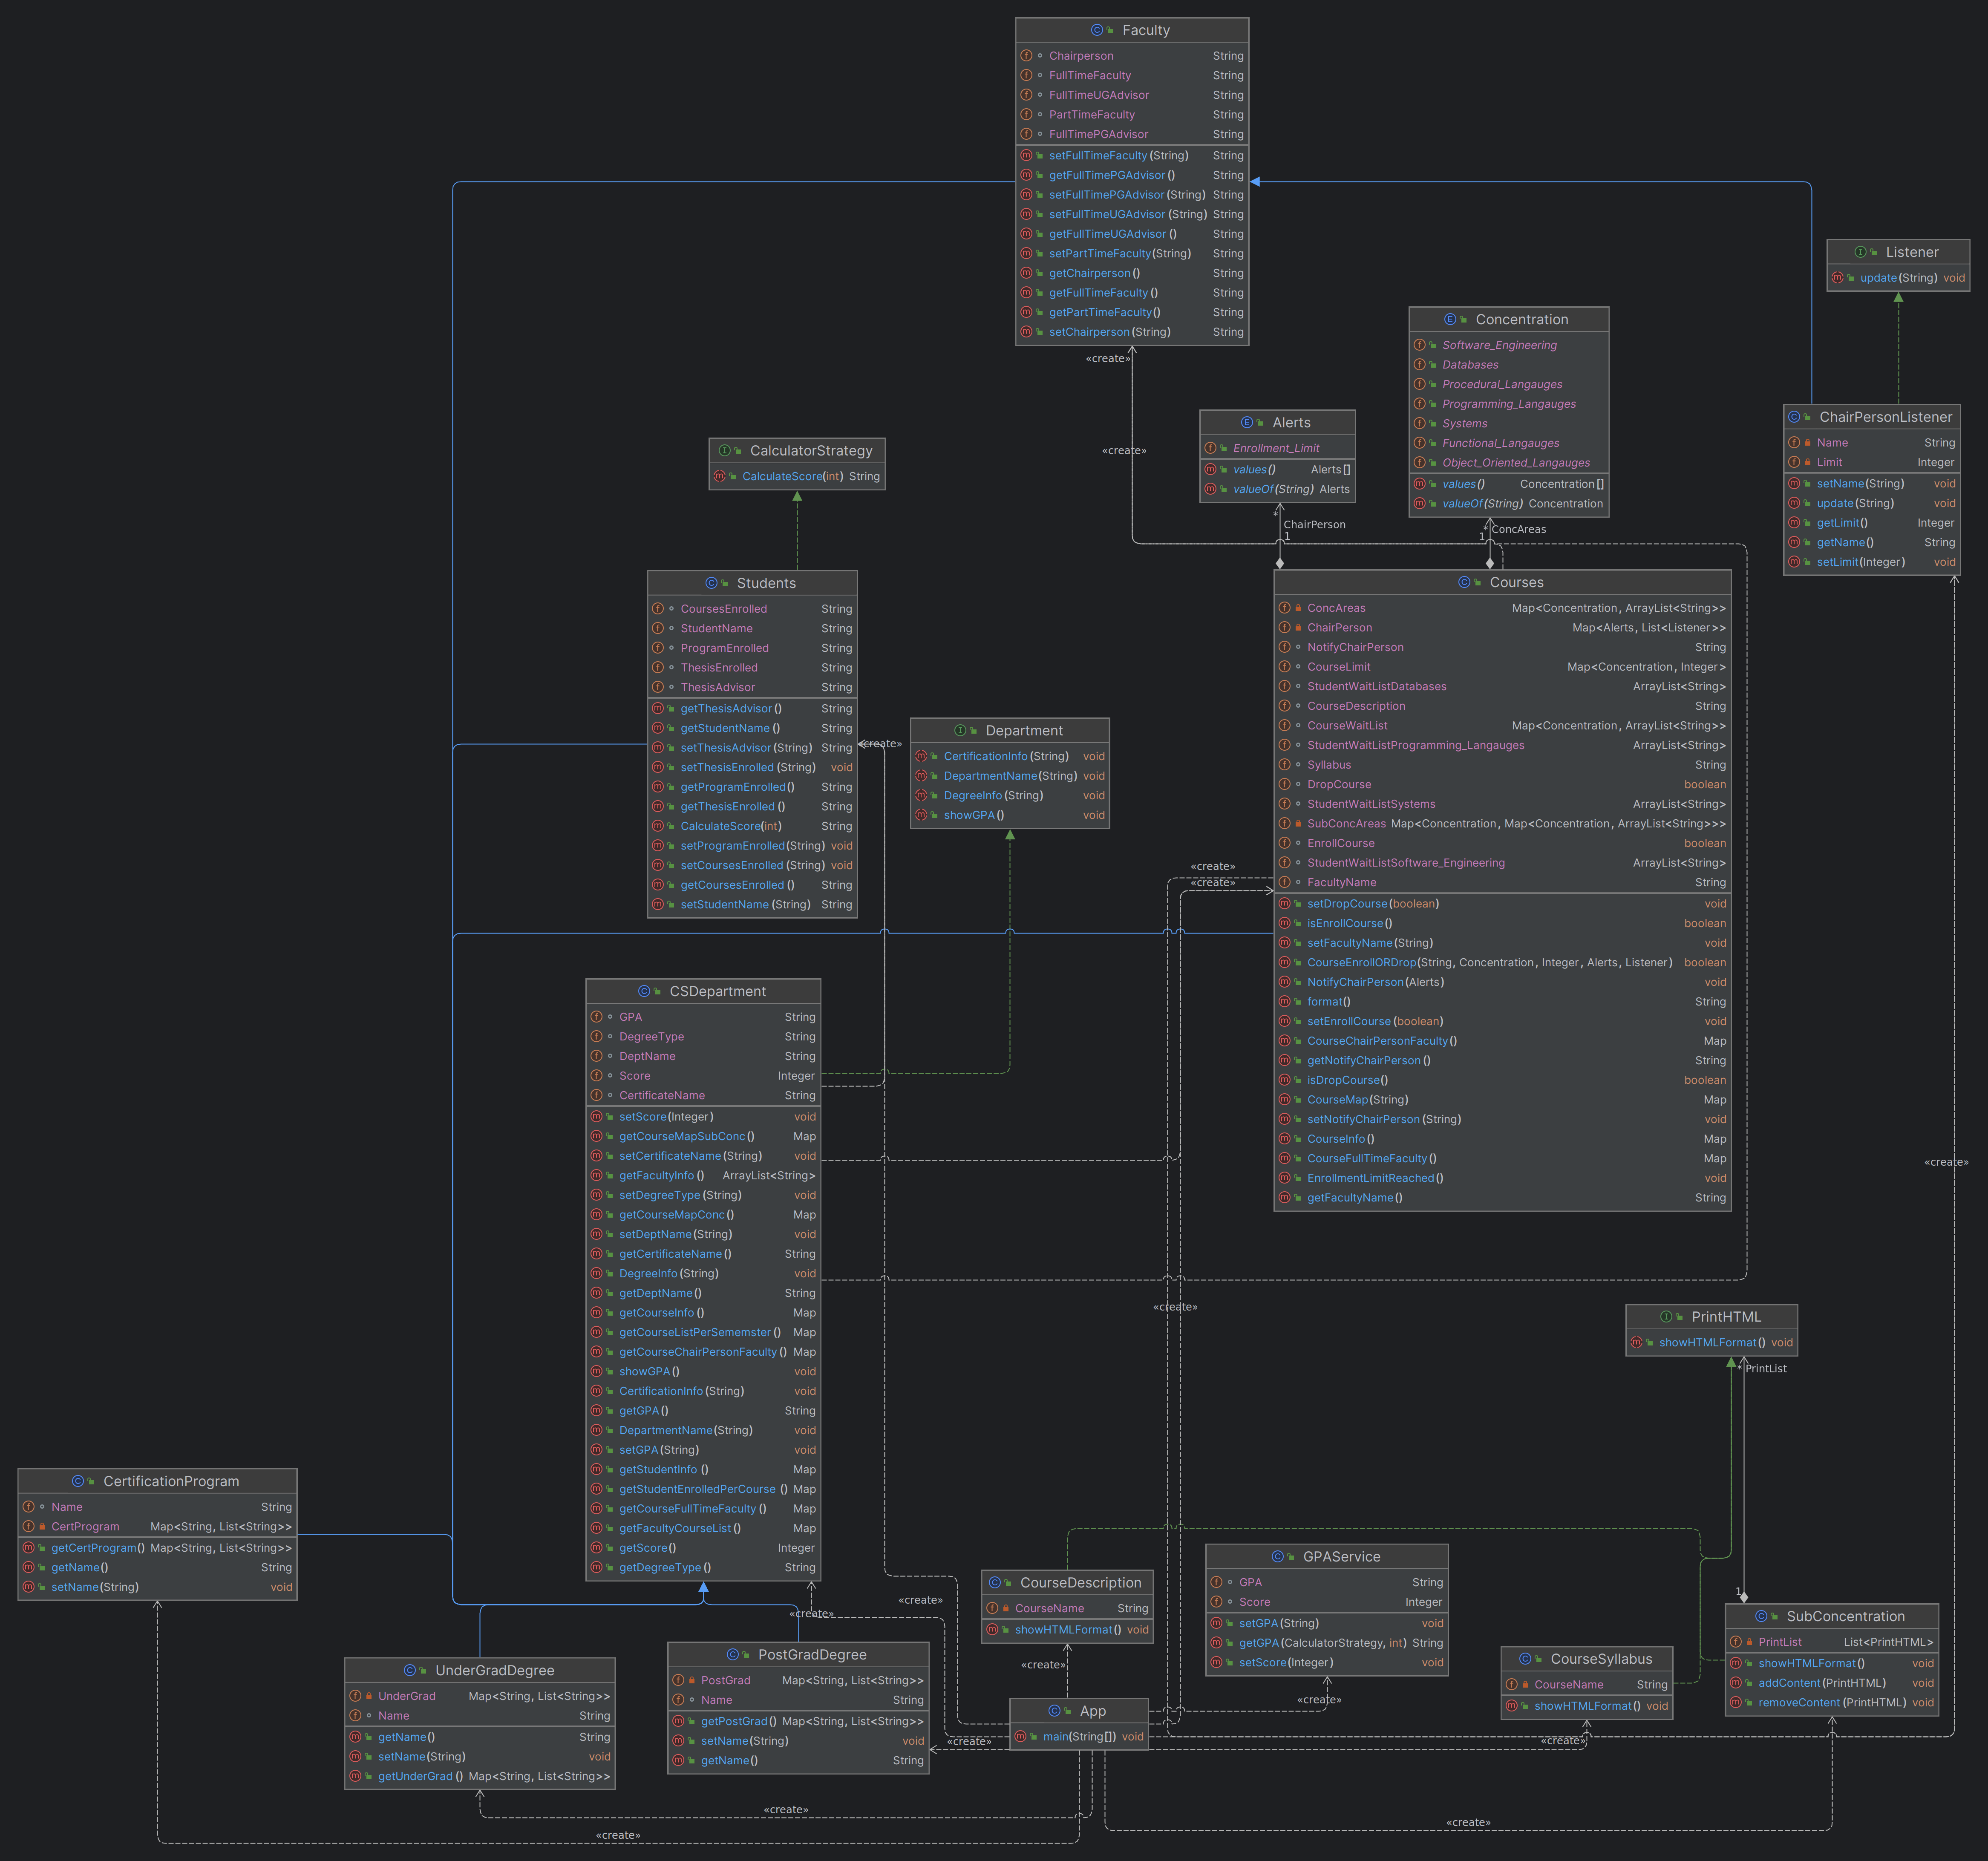 Faculty
Chairperson String
FullTimeFaculty String
FullTimeUGAdvisor String
PartTimeFaculty String
FullTimePGAdvisor String
setFullTimeFaculty(String) String
getFullTimePGAdvisor() String
setFullTimePGAdvisor(String) String
setFullTimeUGAdvisor(String) String
getFullTimeUGAdvisor() String
setPartTimeFaculty(String) String
getChairperson() String
getFullTimeFaculty() String
getPartTimeFaculty() String
setChairperson(String) String
«create»
«create»
Listener
update(String) void
Concentration
Software_Engineering
Databases
Procedural_Langauges
Programming_Langauges
Systems
Functional_Langauges
Object_Oriented_Langauges
values() Concentration[]
valueOf(String) Concentration
* ConcAreas
1
Alerts
Enrollment_Limit
values() Alerts[]
valueOf(String) Alerts
*
ChairPerson
1
ChairPersonListener
Name String
Limit Integer
setName(String) void
update(String) void
getLimit() Integer
getName() String
setLimit(Integer) void
CalculatorStrategy
CalculateScore(int) String
Students
CoursesEnrolled String
StudentName String
ProgramEnrolled String
ThesisEnrolled String
ThesisAdvisor String
getThesisAdvisor() String
getStudentName() String
setThesisAdvisor(String) String
setThesisEnrolled(String) void
getProgramEnrolled() String
getThesisEnrolled() String
CalculateScore(int) String
setProgramEnrolled(String) void
setCoursesEnrolled(String) void
getCoursesEnrolled() String
setStudentName(String) String
«create»
Department
CertificationInfo(String) void
DepartmentName(String) void
DegreeInfo(String) void
showGPA() void
Courses
ConcAreas Map<Concentration, ArrayList<String>>
ChairPerson Map<Alerts, List<Listener>>
NotifyChairPerson String
CourseLimit Map<Concentration, Integer>
StudentWaitListDatabases ArrayList<String>
CourseDescription String
CourseWaitList Map<Concentration, ArrayList<String>>
StudentWaitListProgramming_Langauges ArrayList<String>
Syllabus String
DropCourse boolean
StudentWaitListSystems ArrayList<String>
SubConcAreas Map<Concentration, Map<Concentration, ArrayList<String>>>
EnrollCourse boolean
StudentWaitListSoftware_Engineering ArrayList<String>
FacultyName String
setDropCourse(boolean) void
isEnrollCourse() boolean
setFacultyName(String) void
CourseEnrollORDrop(String, Concentration, Integer, Alerts, Listener) boolean
NotifyChairPerson(Alerts) void
format() String
setEnrollCourse(boolean) void
CourseChairPersonFaculty() Map
getNotifyChairPerson() String
isDropCourse() boolean
CourseMap(String) Map
setNotifyChairPerson(String) void
CourseInfo() Map
CourseFullTimeFaculty() Map
EnrollmentLimitReached() void
getFacultyName() String
«create»
«create»
«create»
«create»
CSDepartment
GPA String
DegreeType String
DeptName String
Score Integer
CertificateName String
setScore(Integer) void
getCourseMapSubConc() Map
setCertificateName(String) void
getFacultyInfo() ArrayList<String>
setDegreeType(String) void
getCourseMapConc() Map
setDeptName(String) void
getCertificateName() String
DegreeInfo(String) void
getDeptName() String
getCourseInfo() Map
getCourseListPerSememster() Map
getCourseChairPersonFaculty() Map
showGPA() void
CertificationInfo(String) void
getGPA() String
DepartmentName(String) void
setGPA(String) void
getStudentInfo() Map
getStudentEnrolledPerCourse() Map
getCourseFullTimeFaculty() Map
getFacultyCourseList() Map
getScore() Integer
getDegreeType() String
PrintHTML
showHTMLFormat() void
* PrintList
1
CertificationProgram
Name String
CertProgram Map<String, List<String>>
getCertProgram() Map<String, List<String>>
getName() String
setName(String) void
CourseDescription
CourseName String
showHTMLFormat() void
«create»
GPAService
GPA String
Score Integer
setGPA(String) void
getGPA(CalculatorStrategy, int) String
setScore(Integer) void
«create»
SubConcentration
PrintList List<PrintHTML>
showHTMLFormat() void
addContent(PrintHTML) void
removeContent(PrintHTML) void
CourseSyllabus
CourseName String
showHTMLFormat() void
«create»
UnderGradDegree
UnderGrad Map<String, List<String>>
Name String
getName() String
setName(String) void
getUnderGrad() Map<String, List<String>>
PostGradDegree
PostGrad Map<String, List<String>>
Name String
getPostGrad() Map<String, List<String>>
setName(String) void
getName() String
«create»
«create»
«create»
App
main(String[]) void
«create»
«create»
«create»